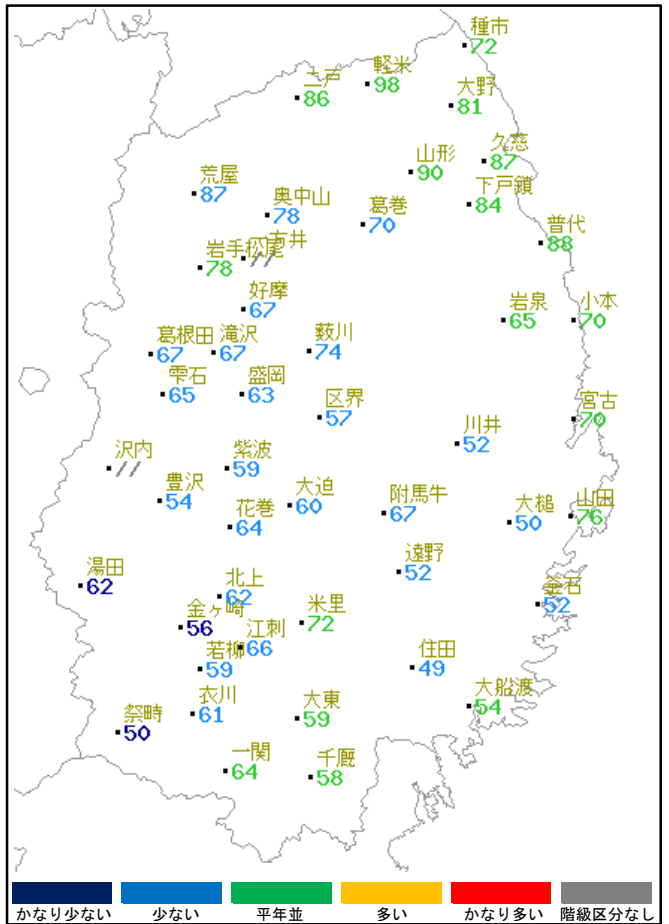 種市
72
軽米
98
二戸
86
大野
81
久慈
87
山形
90
下戸鎖
84
荒屋
87
奥中山
78
葛巻
70
普代
88
一方井
//
岩手松尾
78
好摩
67
岩泉
65
小本
70
葛根田
67
滝沢
67
薮川
74
雫石
65
盛岡
63
区界
57
宮古
70
川井
52
沢内
//
紫波
59
豊沢
54
大迫
60
附馬牛
67
花巻
64
大槌
50
山田
76
遠野
52
湯田
62
北上
62
釜石
52
金ヶ崎
56
米里
72
江刺
66
若柳
59
住田
49
衣川
61
大東
59
大船渡
54
祭畤
50
一関
64
千厩
58
かなり少ない 少ない 平年並 多い かなり多い 階級区分なし